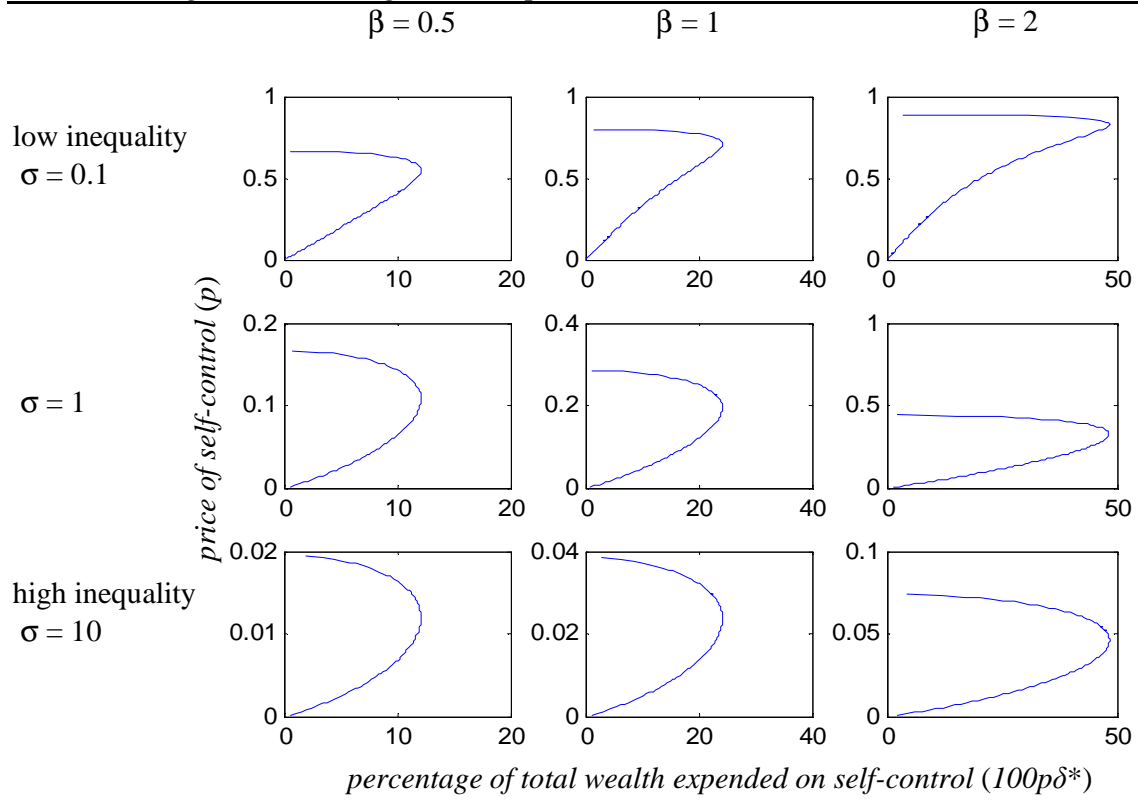 β = 0.5 β = 1 β = 2
low inequality
σ = 0.1
1
0.5
0
0 10 20
1
0.5
0
0 20 40
1
0.5
0
0 50
price of self-control (p)
σ = 1
0.2
0.1
0
0 10 20
0.4
0.2
0
0 20 40
1
0.5
0
0 50
high inequality
σ = 10
0.02
0.01
0
0 10 20
0.04
0.02
0
0 20 40
0.1
0.05
0
0 50
percentage of total wealth expended on self-control (100pδ*)